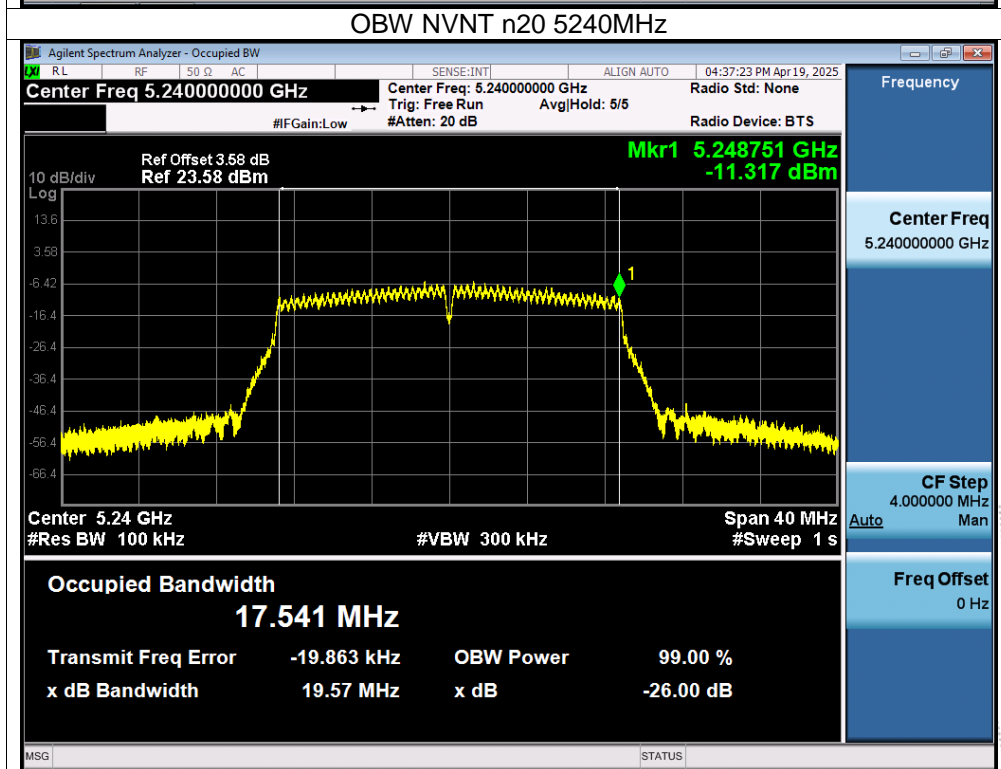 OBW NVNT n20 5240MHz
Agilent Spectrum Analyzer - Occupied BW
LXI RL RF 50 Ω AC SENSE:INT ALIGN AUTO 04:37:23 PM Apr 19, 2025
Center Freq 5.240000000 GHz
Center Freq: 5.240000000 GHz
Radio Std: None
Trig: Free Run Avg|Hold: 5/5
#IFGain:Low
#Atten: 20 dB
Radio Device: BTS
Frequency
Mkr1 5.248751 GHz
-11.317 dBm
Ref Offset 3.58 dB
10 dB/div Ref 23.58 dBm
Log
13.6
3.58
-6.42
-16.4
-26.4
-36.4
-46.4
-56.4
-66.4
1
Center Freq
5.240000000 GHz
CF Step
4.000000 MHz
Auto Man
Freq Offset
0 Hz
Center 5.24 GHz Span 40 MHz
#Res BW 100 kHz #VBW 300 kHz #Sweep 1 s
Occupied Bandwidth
17.541 MHz
Transmit Freq Error -19.863 kHz OBW Power 99.00 %
x dB Bandwidth 19.57 MHz x dB -26.00 dB
MSG STATUS